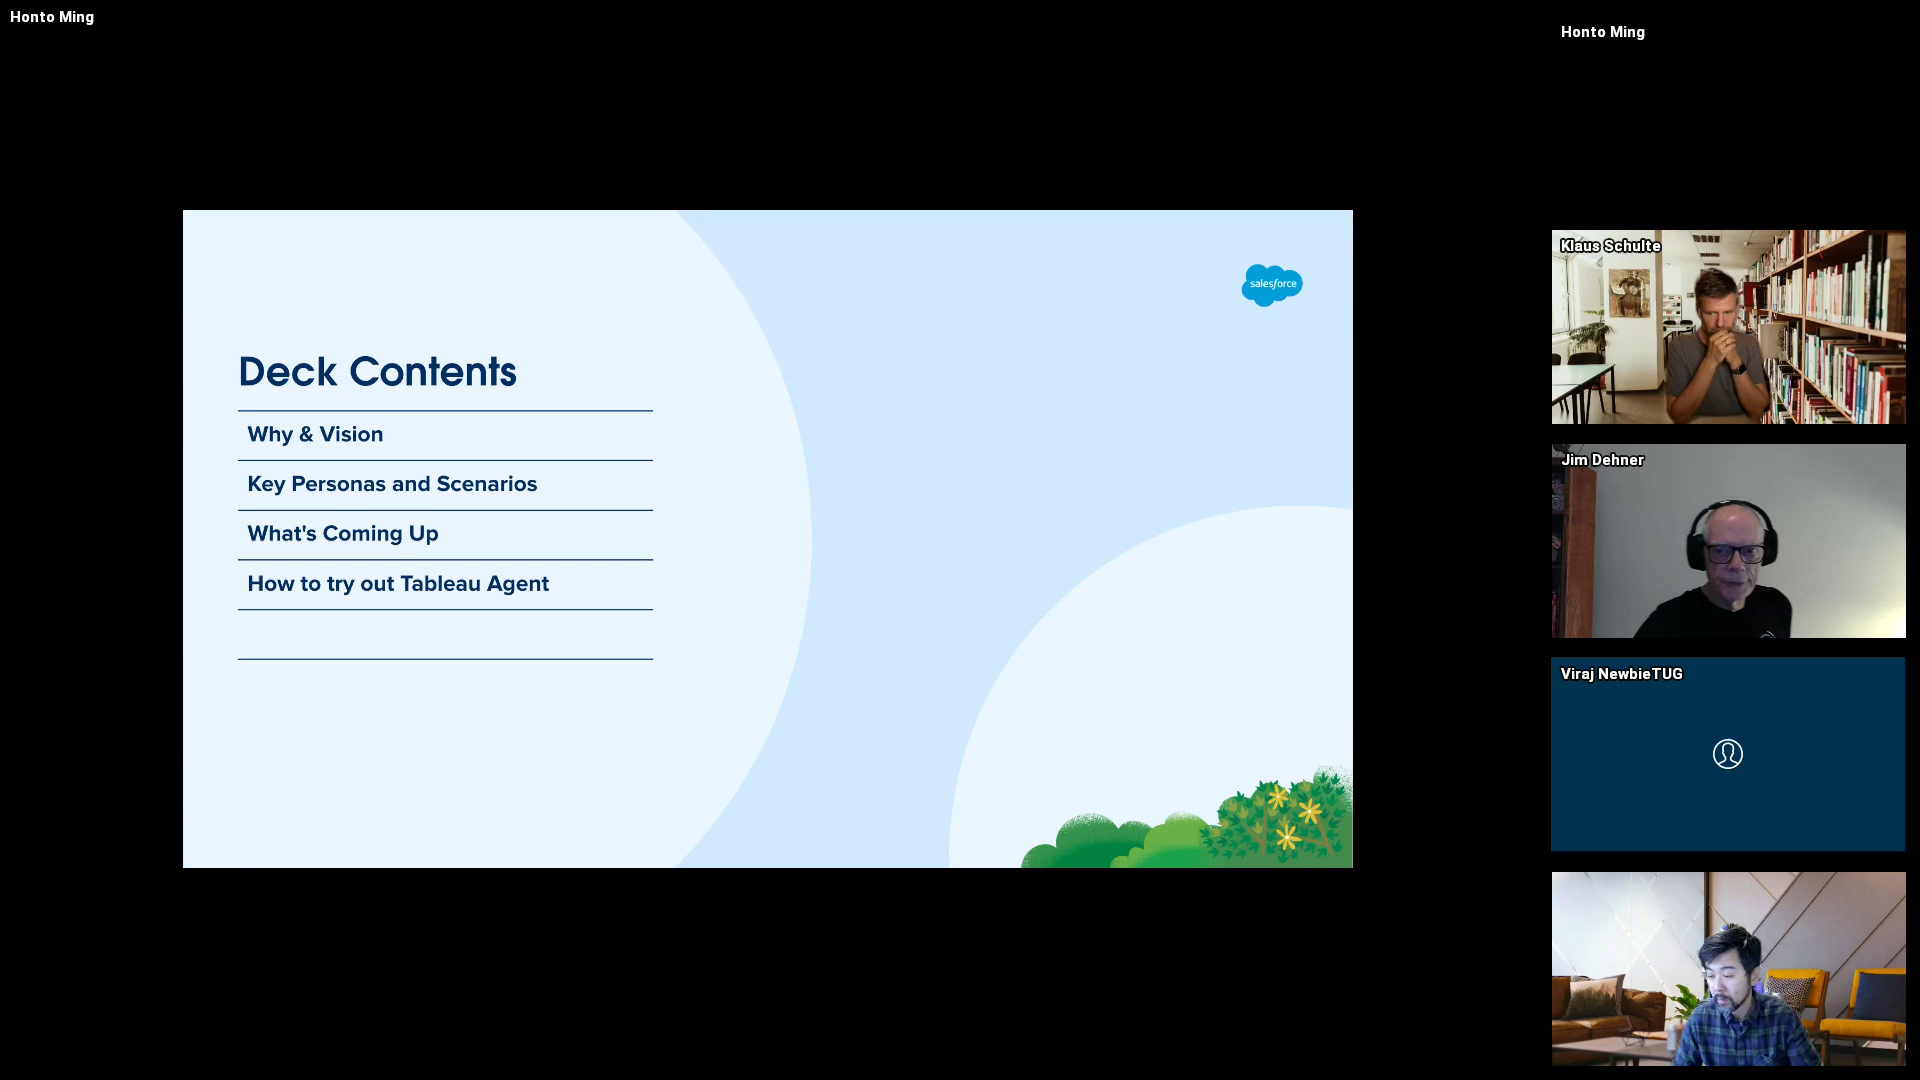 Honto Ming
Honto Ming
salesforce
Deck Contents
Why & Vision
Key Personas and Scenarios
What's Coming Up
How to try out Tableau Agent
Klaus Schulte
Jim Dehner
Viraj NewbieTUG